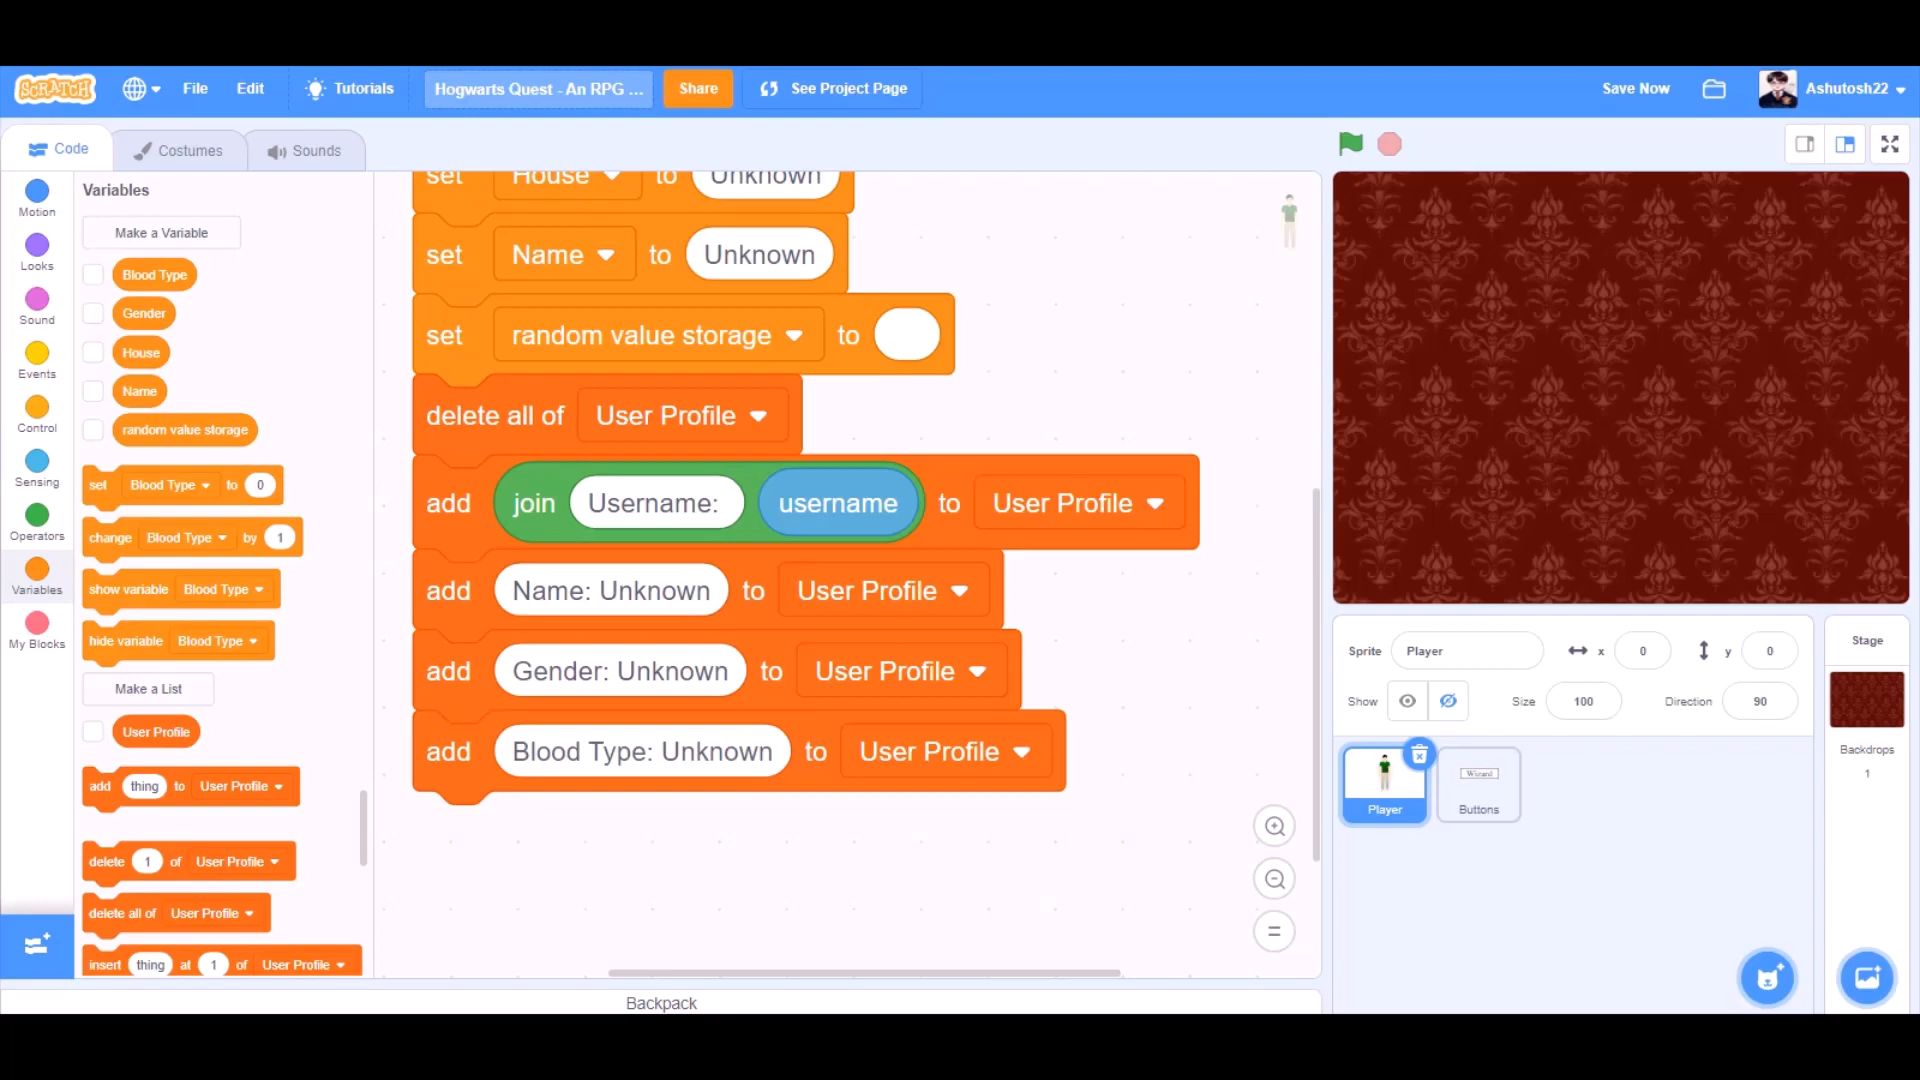 SCRATCH
File
Edit
Tutorials
Hogwarts Quest - An RPG ...
Share
See Project Page
Save Now
Ashutosh22
Code
Costumes
Sounds
Motion
Looks
Sound
Events
Control
Sensing
Operators
Variables
My Blocks
Variables
Make a Variable
Blood Type
Gender
House
Name
random value storage
set Blood Type to 0
change Blood Type by 1
show variable Blood Type
hide variable Blood Type
Make a List
User Profile
add thing to User Profile
delete 1 of User Profile
delete all of User Profile
insert thing at 1 of User Profile
set House to Unknown
set Name to Unknown
set random value storage to
delete all of User Profile
add join Username: username to User Profile
add Name: Unknown to User Profile
add Gender: Unknown to User Profile
add Blood Type: Unknown to User Profile
Backpack
Sprite Player x 0 y 0
Show Size 100 Direction 90
Player
Wizard
Buttons
Stage
Backdrops
1